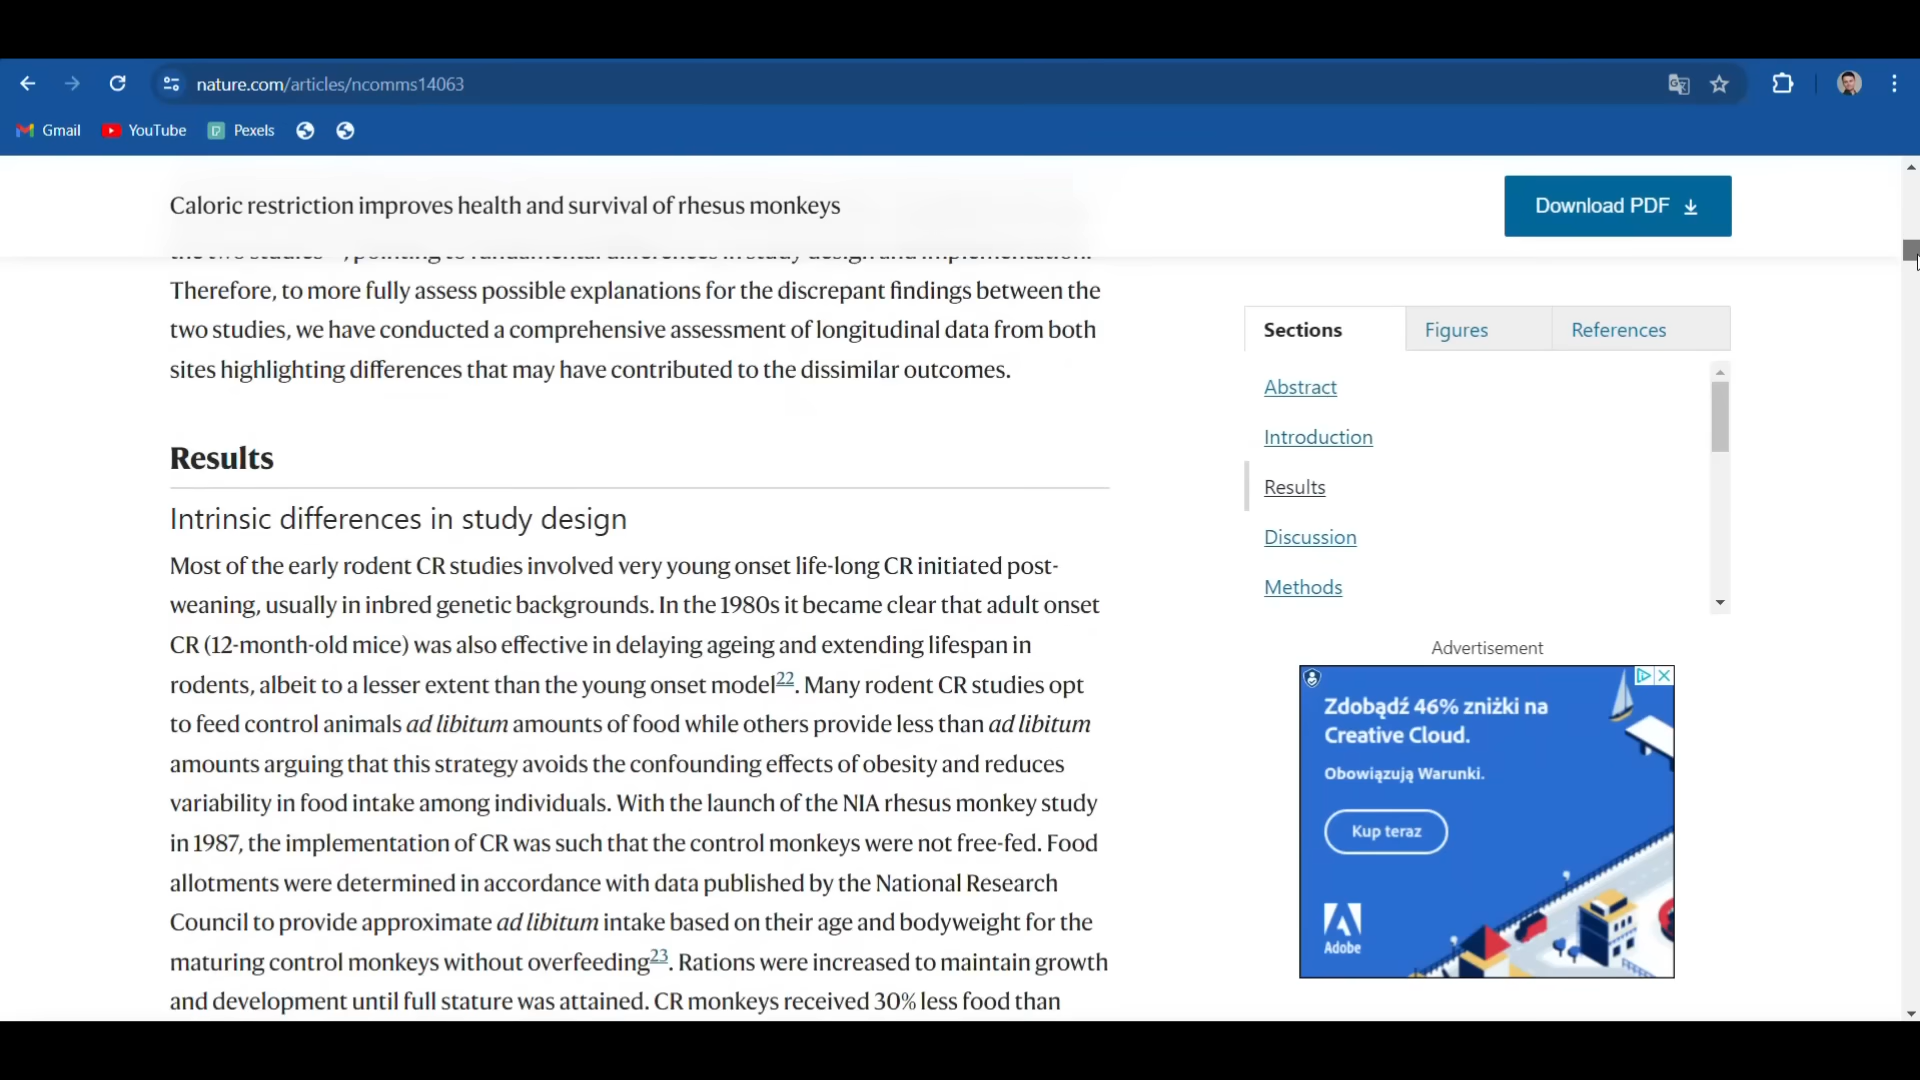 nature.com/articles/ncomms14063
Gmail YouTube Pexels
Caloric restriction improves health and survival of rhesus monkeys
Download PDF
Therefore, to more fully assess possible explanations for the discrepant findings between the
two studies, we have conducted a comprehensive assessment of longitudinal data from both
sites highlighting differences that may have contributed to the dissimilar outcomes.
Results
Intrinsic differences in study design
Most of the early rodent CR studies involved very young onset life-long CR initiated post-
weaning, usually in inbred genetic backgrounds. In the 1980s it became clear that adult onset
CR (12-month-old mice) was also effective in delaying ageing and extending lifespan in
rodents, albeit to a lesser extent than the young onset model22. Many rodent CR studies opt
to feed control animals ad libitum amounts of food while others provide less than ad libitum
amounts arguing that this strategy avoids the confounding effects of obesity and reduces
variability in food intake among individuals. With the launch of the NIA rhesus monkey study
in 1987, the implementation of CR was such that the control monkeys were not free-fed. Food
allotments were determined in accordance with data published by the National Research
Council to provide approximate ad libitum intake based on their age and bodyweight for the
maturing control monkeys without overfeeding23. Rations were increased to maintain growth
and development until full stature was attained. CR monkeys received 30% less food than
Sections Figures References
Abstract
Introduction
Results
Discussion
Methods
Advertisement
Zdobądź 46% zniżki na
Creative Cloud.
Obowiązują Warunki.
Kup teraz
Adobe